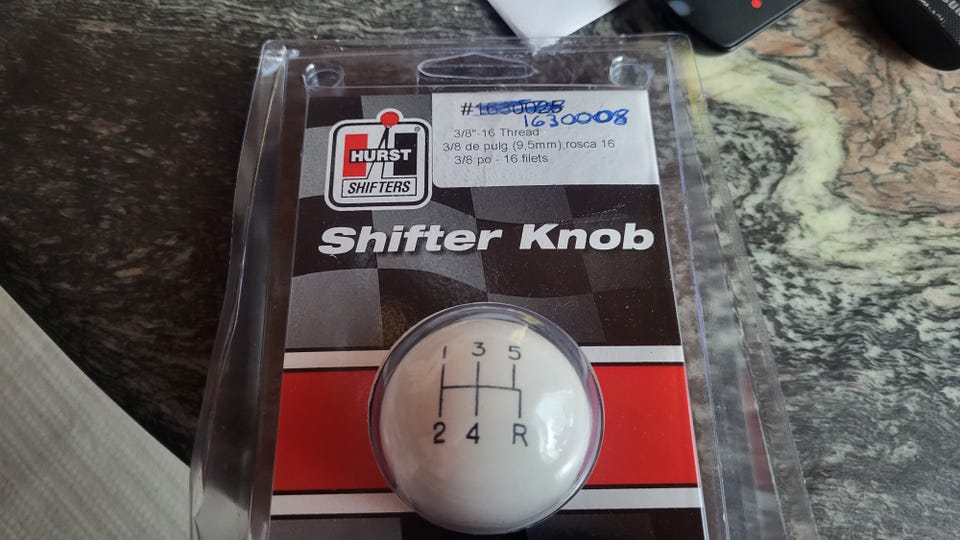 #1630026
1630008
3/8"-16 Thread
3/8 de pulg (9,5mm),rosca 16
3/8 po - 16 filets
HURST
SHIFTERS
Shifter Knob
1 3 5
2 4 R